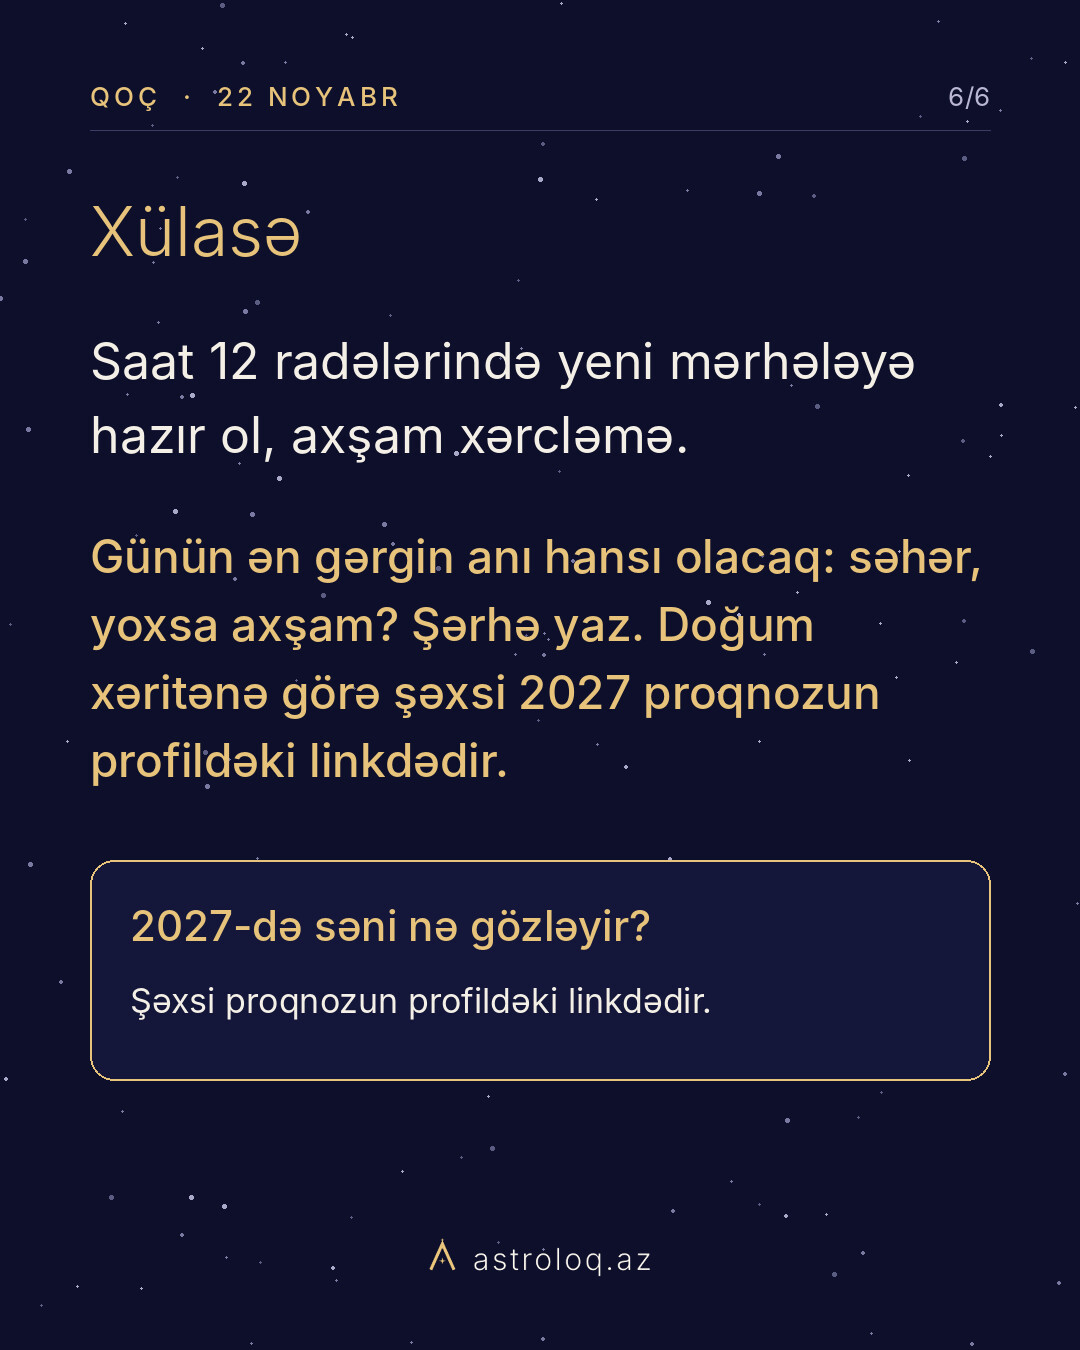 QOÇ · 22 NOYABR
6/6
Xülasə
Saat 12 radələrində yeni mərhələyə
hazır ol, axşam xərcləmə.
Günün ən gərgin anı hansı olacaq: səhər,
yoxsa axşam? Şərhə yaz. Doğum
xəritənə görə şəxsi 2027 proqnozun
profildəki linkdədir.
2027-də səni nə gözləyir?
Şəxsi proqnozun profildəki linkdədir.
astroloq.az